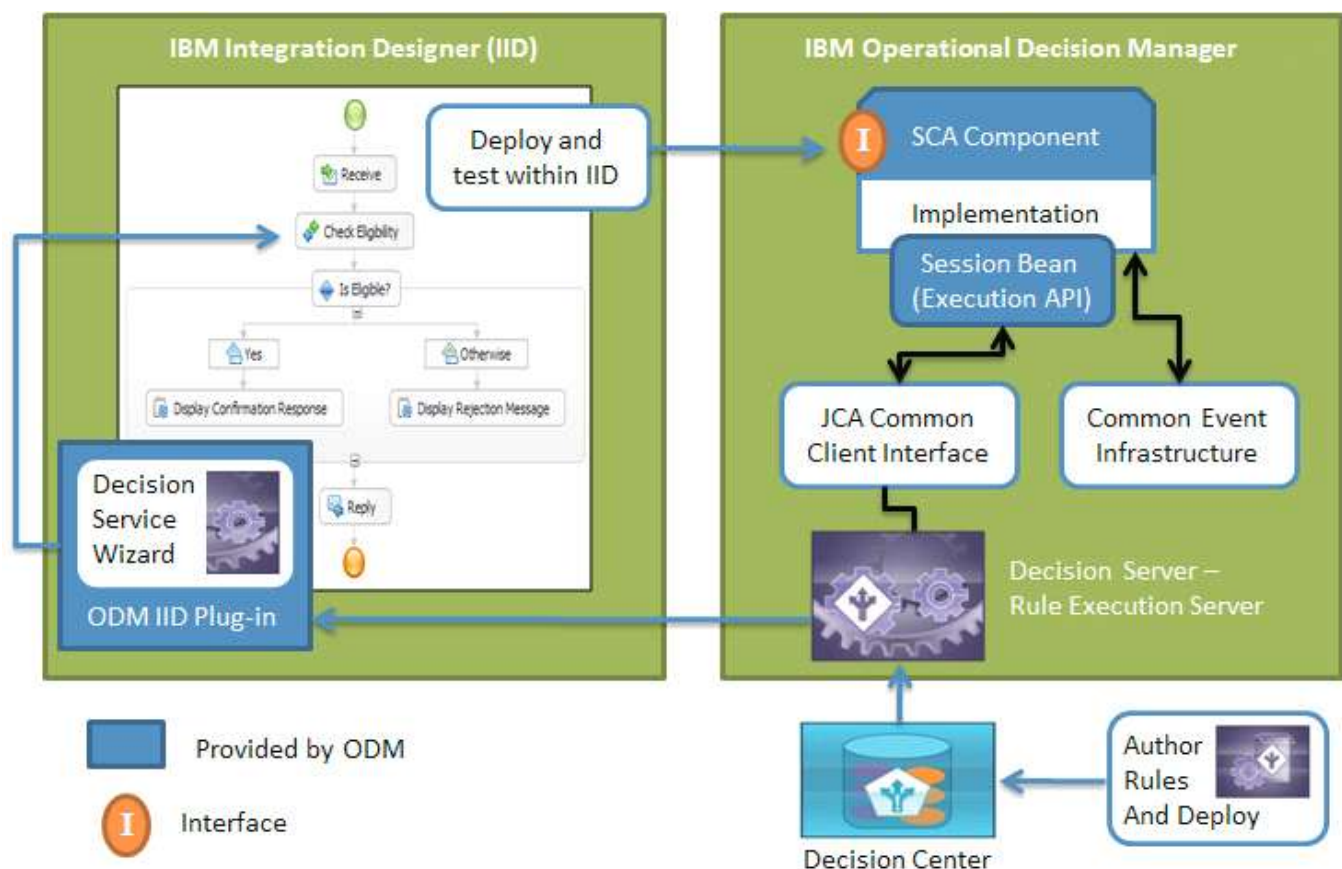 IBM Integration Designer (IID)
Receive
Check Eligibility
Is Eligible?
Yes
Otherwise
Display Confirmation Response
Display Rejection Message
Reply
Deploy and
test within IID
Decision
Service
Wizard
ODM IID Plug-in
IBM Operational Decision Manager
I
SCA Component
Implementation
Session Bean
(Execution API)
JCA Common
Client Interface
Common Event
Infrastructure
Decision Server –
Rule Execution Server
Provided by ODM
I
Interface
Decision Center
Author
Rules
And Deploy